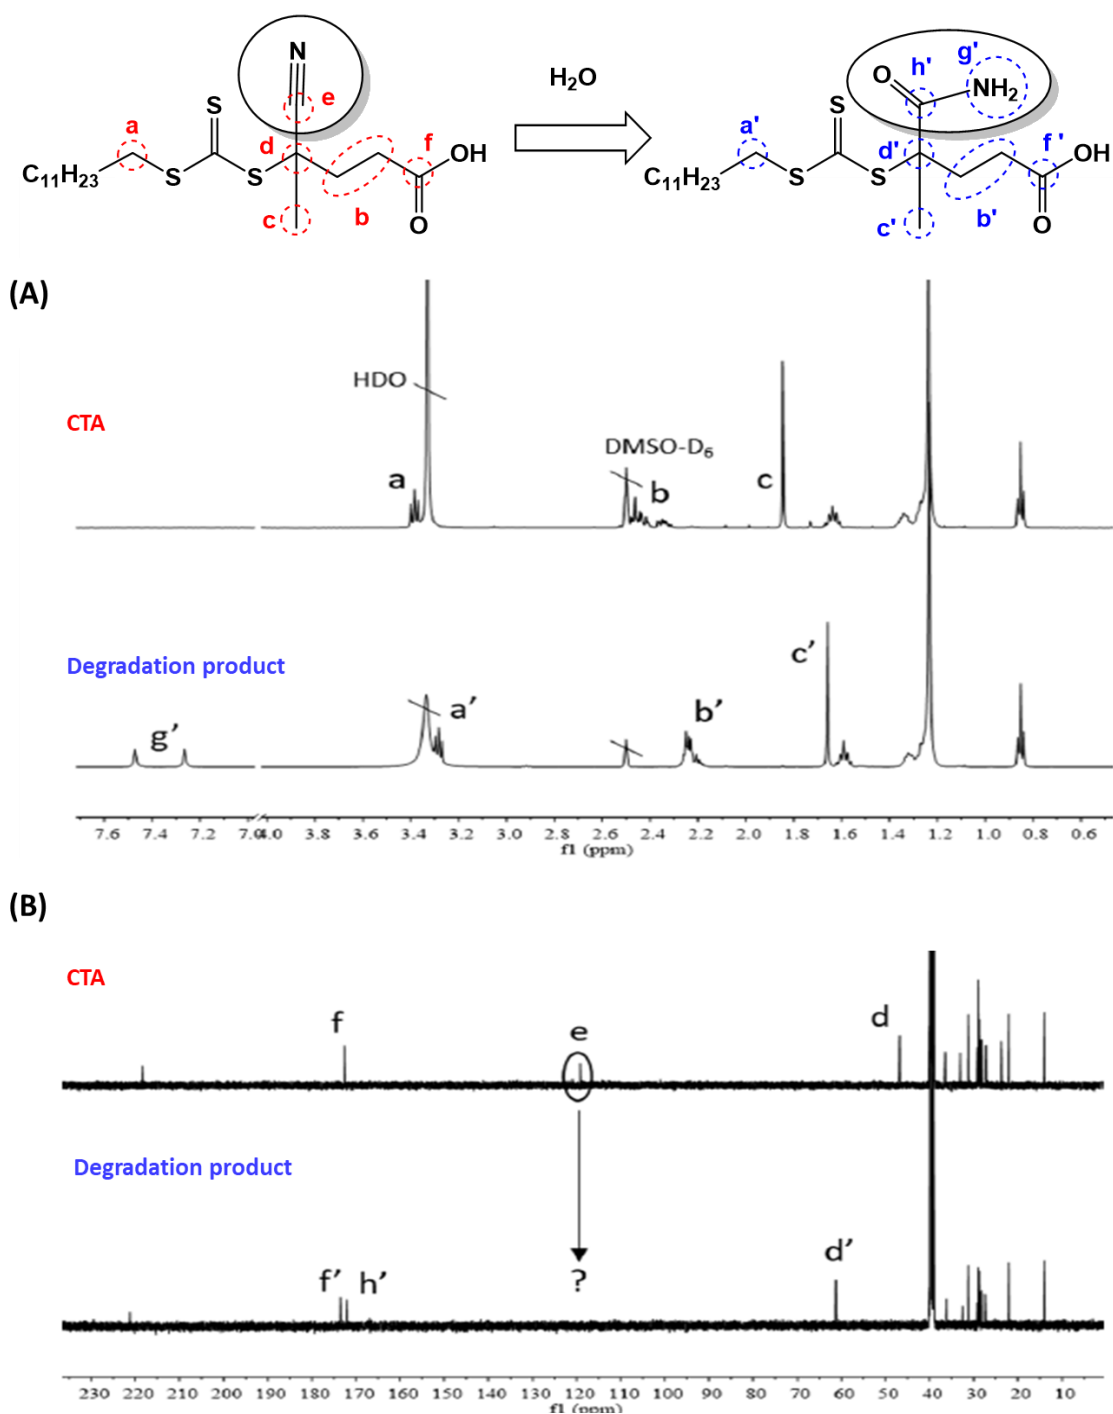 N
e
S
a
d
f
OH
C11H23
S
S
c
b
O
H2O
O
h'
g'
NH2
S
a'
d'
f '
OH
C11H23
S
S
c'
b'
O
(A)
CTA
HDO
a
DMSO-D6
b
c
Degradation product
g'
a'
b'
c'
7.6 7.4 7.2 7.0 4.0 3.8 3.6 3.4 3.2 3.0 2.8 2.6 2.4 2.2 2.0 1.8 1.6 1.4 1.2 1.0 0.8 0.6
f1 (ppm)
(B)
CTA
f
e
d
Degradation product
f' h'
?
d'
230 220 210 200 190 180 170 160 150 140 130 120 110 100 90 80 70 60 50 40 30 20 10
f1 (ppm)